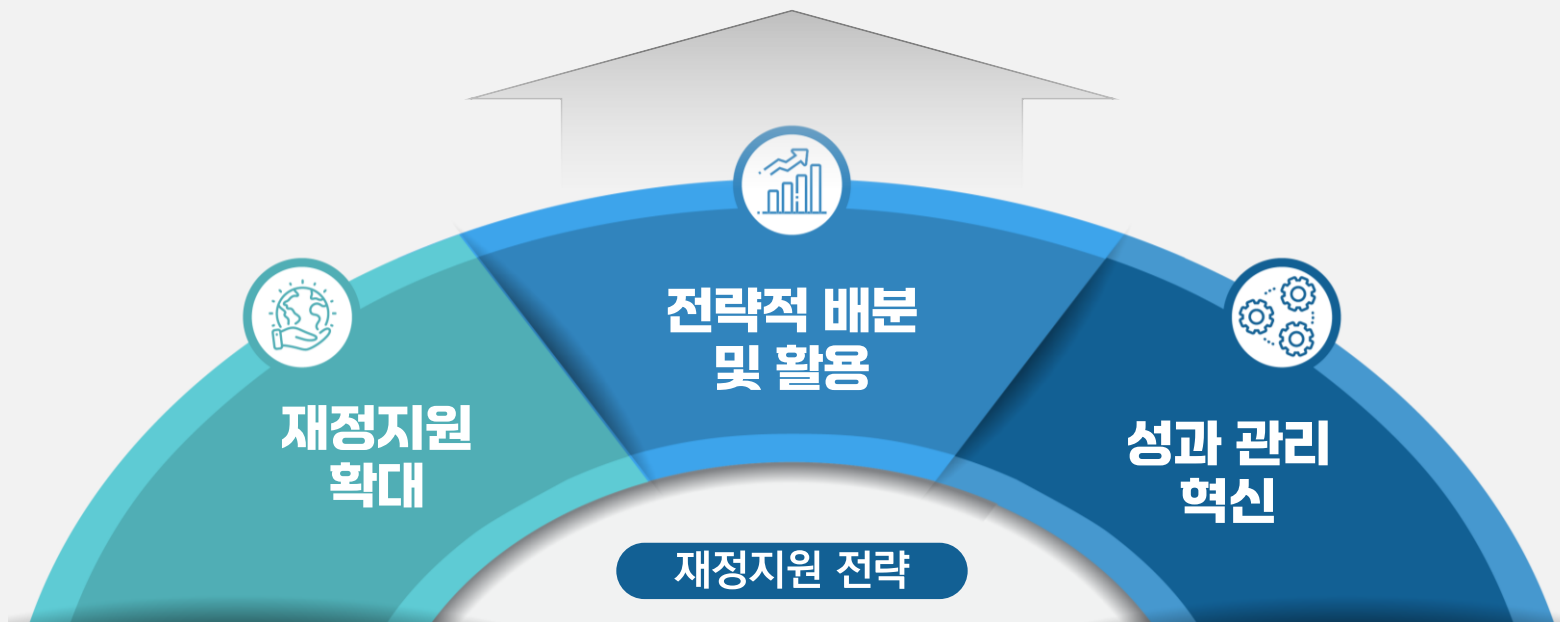 전략적 배분
및 활용
재정지원
확대
성과 관리
혁신
재정지원 전략